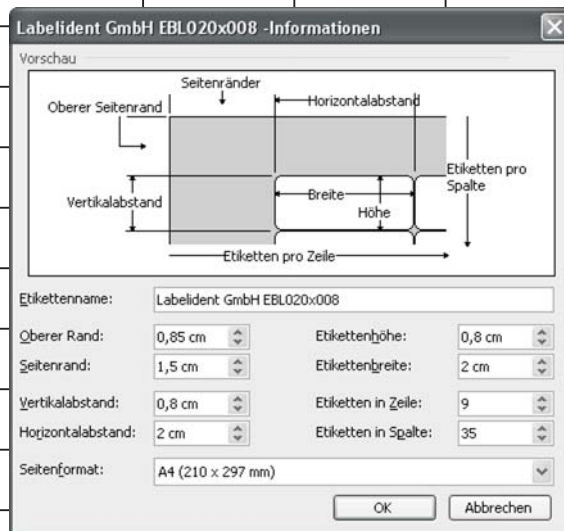 Labelident GmbH EBL020x008 -Informationen
Vorschau
Seitenränder
Oberer Seitenrand
Horizontalabstand
Etiketten pro Spalte
Vertikalabstand
Breite
Höhe
Etiketten pro Zeile
Etikettenname: Labelident GmbH EBL020x008
Oberer Rand: 0,85 cm Etikettenhöhe: 0,8 cm
Seitenrand: 1,5 cm Etikettenbreite: 2 cm
Vertikalabstand: 0,8 cm Etiketten in Zeile: 9
Horizontalabstand: 2 cm Etiketten in Spalte: 35
Seitenformat: A4 (210 x 297 mm)
OK Abbrechen